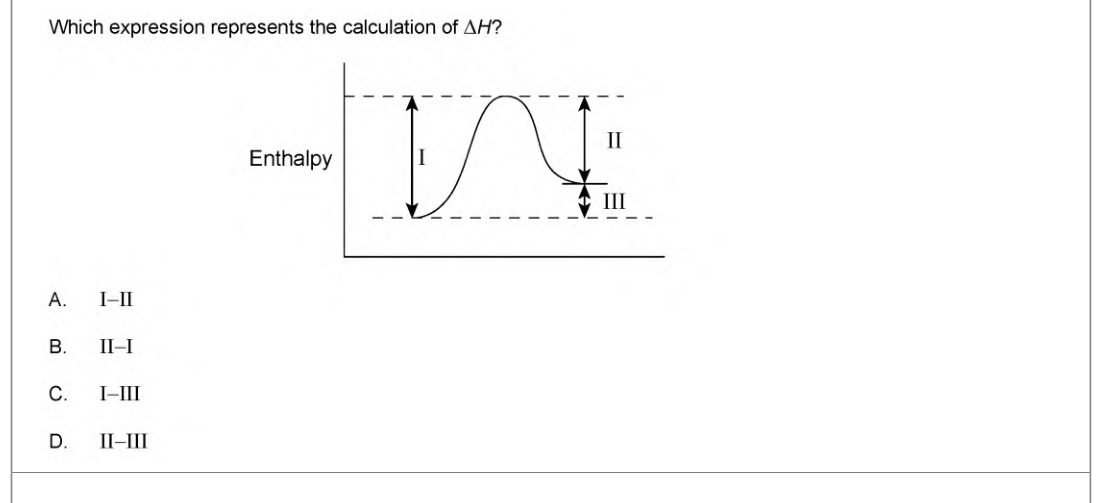 Which expression represents the calculation of ΔH?
II
Enthalpy
I
III
A. I–II
B. II–I
C. I–III
D. II–III